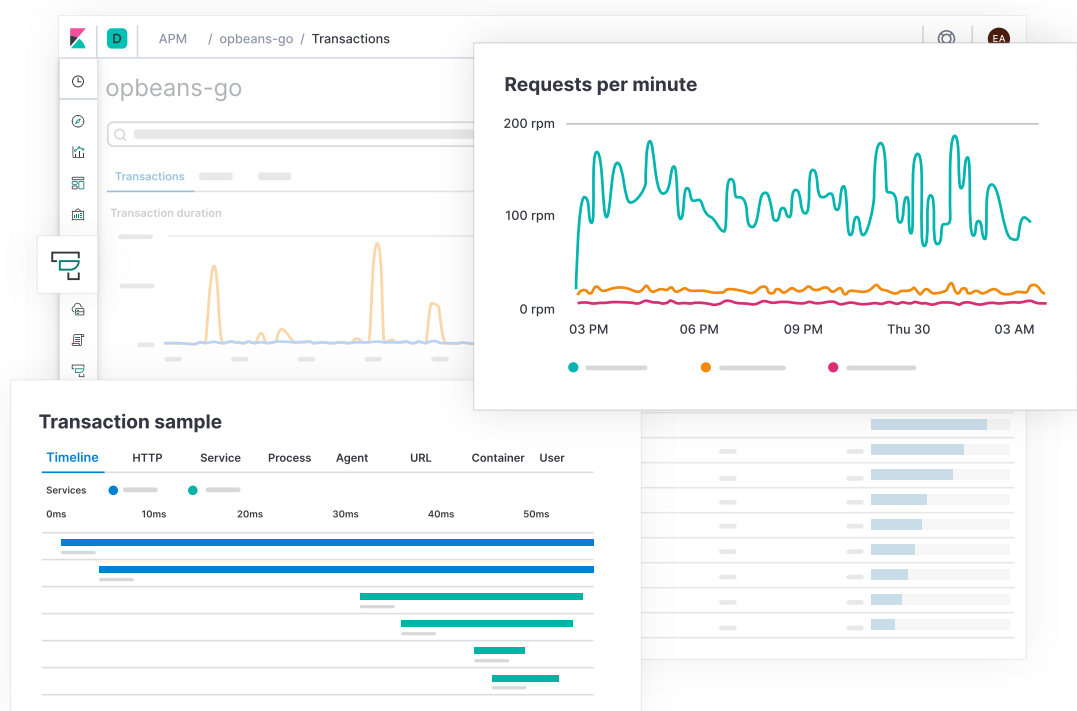 D
APM / opbeans-go / Transactions
EA
opbeans-go
Transactions
Transaction duration
Requests per minute
200 rpm
100 rpm
0 rpm
03 PM 06 PM 09 PM Thu 30 03 AM
Transaction sample
Timeline HTTP Service Process Agent URL Container User
Services
0ms 10ms 20ms 30ms 40ms 50ms